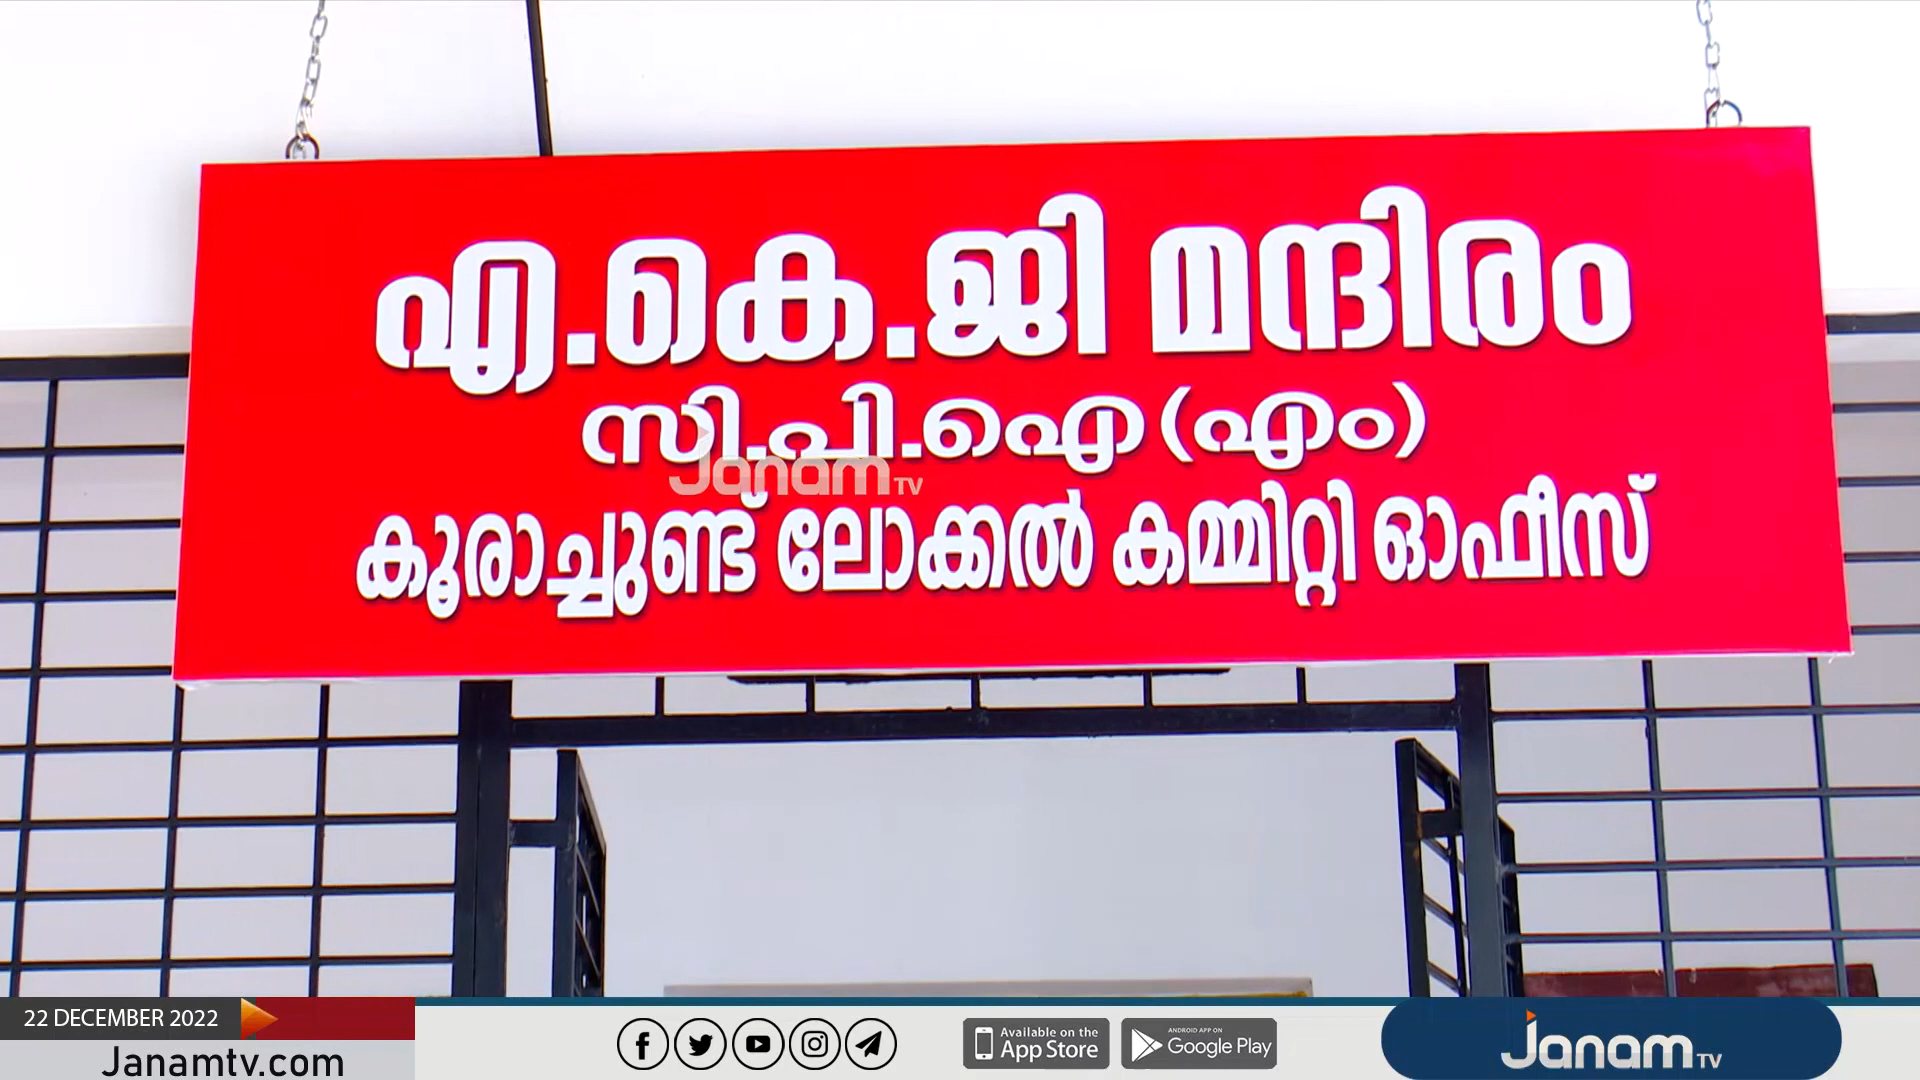 എ.കെ.ജി മന്ദിരം
സി.പി.ഐ(എം)
Janam TV
കൂരാച്ചുണ്ട് ലോക്കൽ കമ്മിറ്റി ഓഫീസ്
22 DECEMBER 2022
Janamtv.com
Available on the
App Store
ANDROID APP ON
Google Play
Janam TV